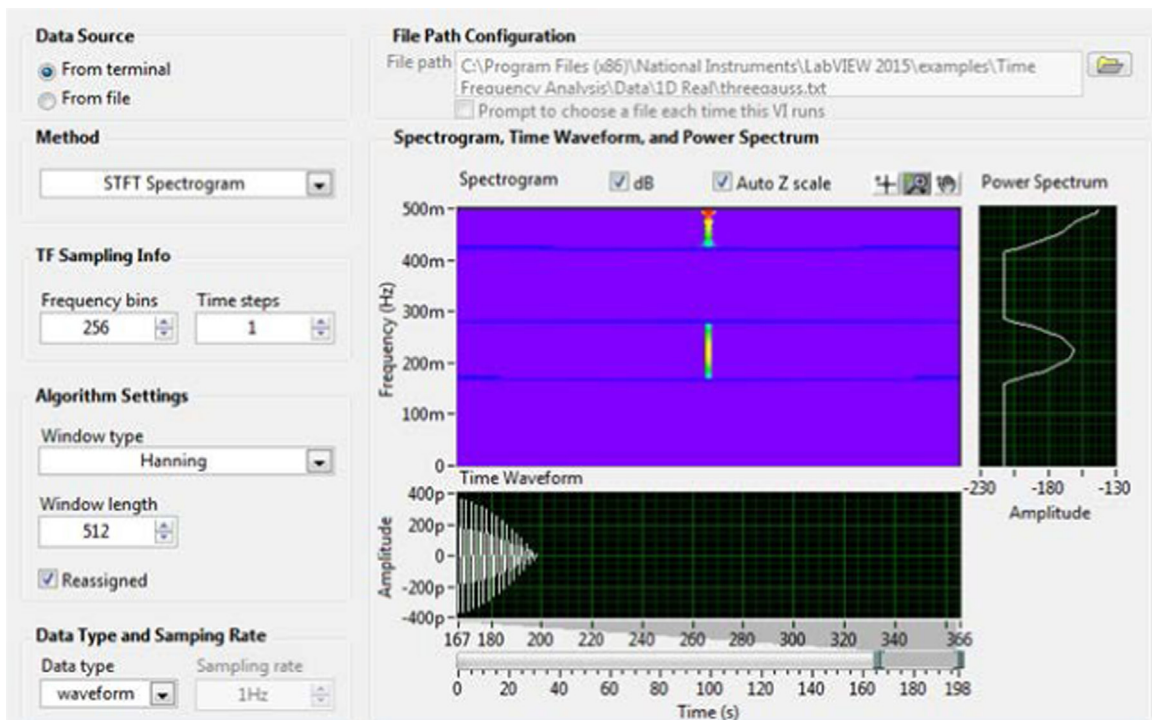 Data Source
From terminal
From file
Method
STFT Spectrogram
TF Sampling Info
Frequency bins
Time steps
256
1
Algorithm Settings
Window type
Hanning
Window length
512
Reassigned
Data Type and Samping Rate
Data type
Sampling rate
waveform
1Hz
File Path Configuration
File path
C:\Program Files (x86)\National Instruments\LabVIEW 2015\examples\Time
Frequency Analysis\Data\1D Real\threegauss.txt
Prompt to choose a file each time this VI runs
Spectrogram, Time Waveform, and Power Spectrum
Spectrogram
dB
Auto Z scale
Power Spectrum
500m
400m
300m
200m
100m
0
Frequency (Hz)
-230 -180 -130
Amplitude
Time Waveform
400p
200p
0
-200p
-400p
Amplitude
167 180 200 220 240 260 280 300 320 340 366
0 20 40 60 80 100 120 140 160 180 198
Time (s)